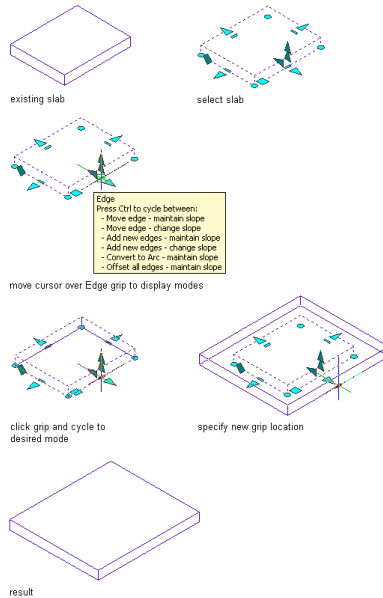 existing slab
select slab
Edge
Press Ctrl to cycle between:
- Move edge - maintain slope
- Move edge - change slope
- Add new edges - maintain slope
- Add new edges - change slope
- Convert to Arc - maintain slope
- Offset all edges - maintain slope
move cursor over Edge grip to display modes
click grip and cycle to
desired mode
specify new grip location
result